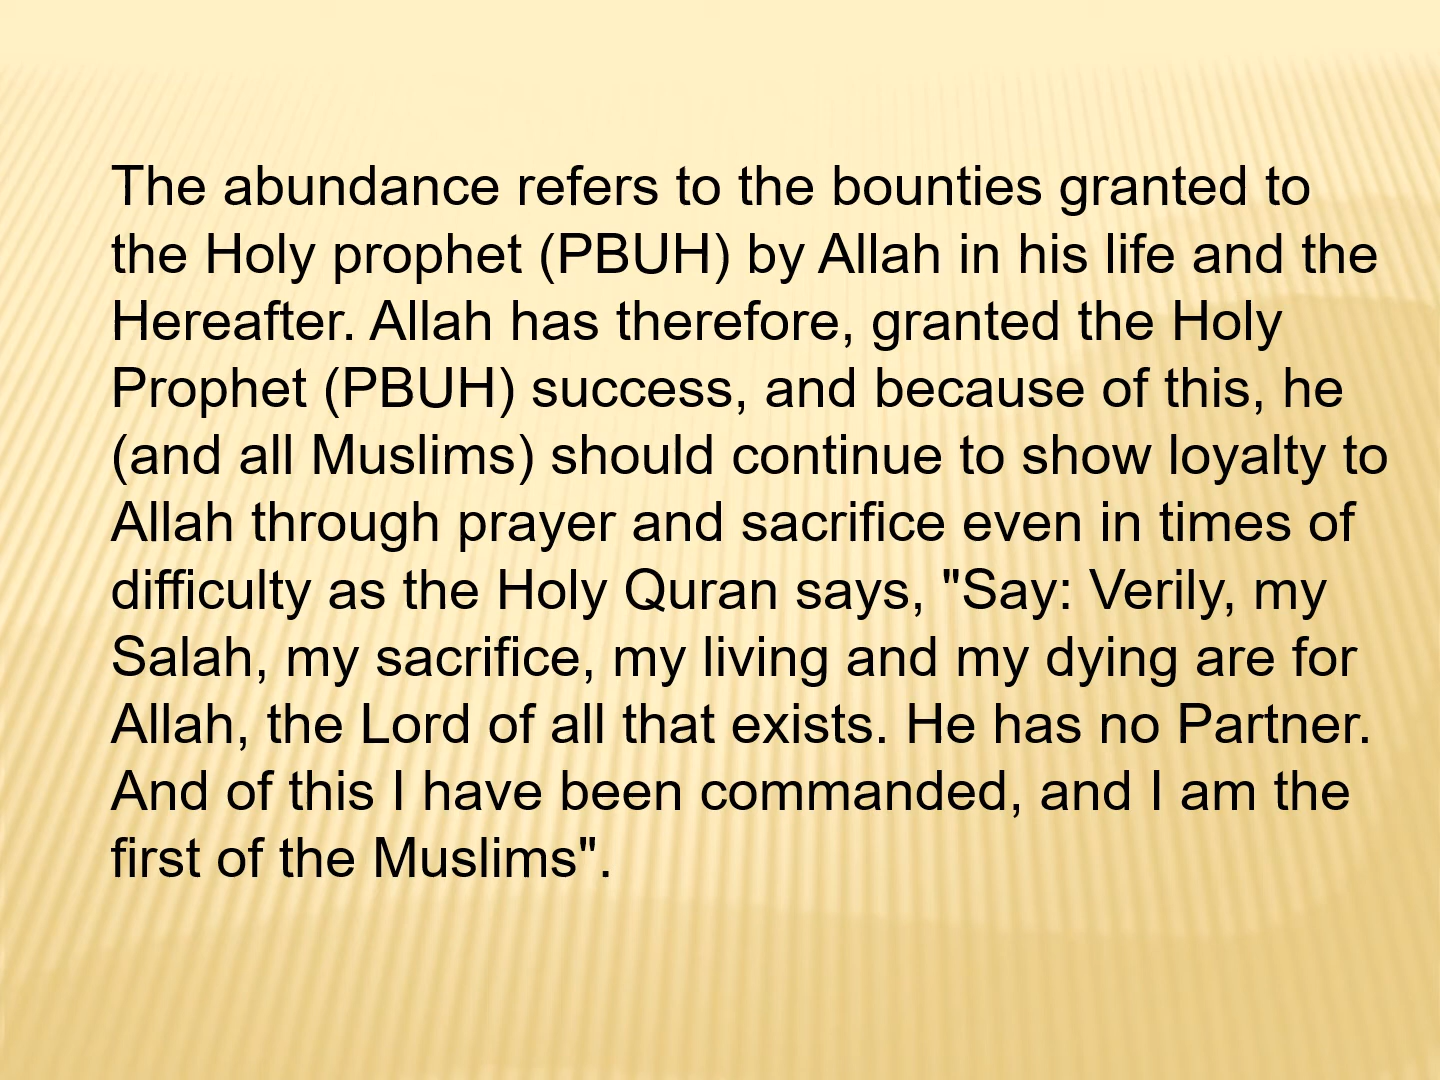 The abundance refers to the bounties granted to
the Holy prophet (PBUH) by Allah in his life and the
Hereafter. Allah has therefore, granted the Holy
Prophet (PBUH) success, and because of this, he
(and all Muslims) should continue to show loyalty to
Allah through prayer and sacrifice even in times of
difficulty as the Holy Quran says, "Say: Verily, my
Salah, my sacrifice, my living and my dying are for
Allah, the Lord of all that exists. He has no Partner.
And of this I have been commanded, and I am the
first of the Muslims".